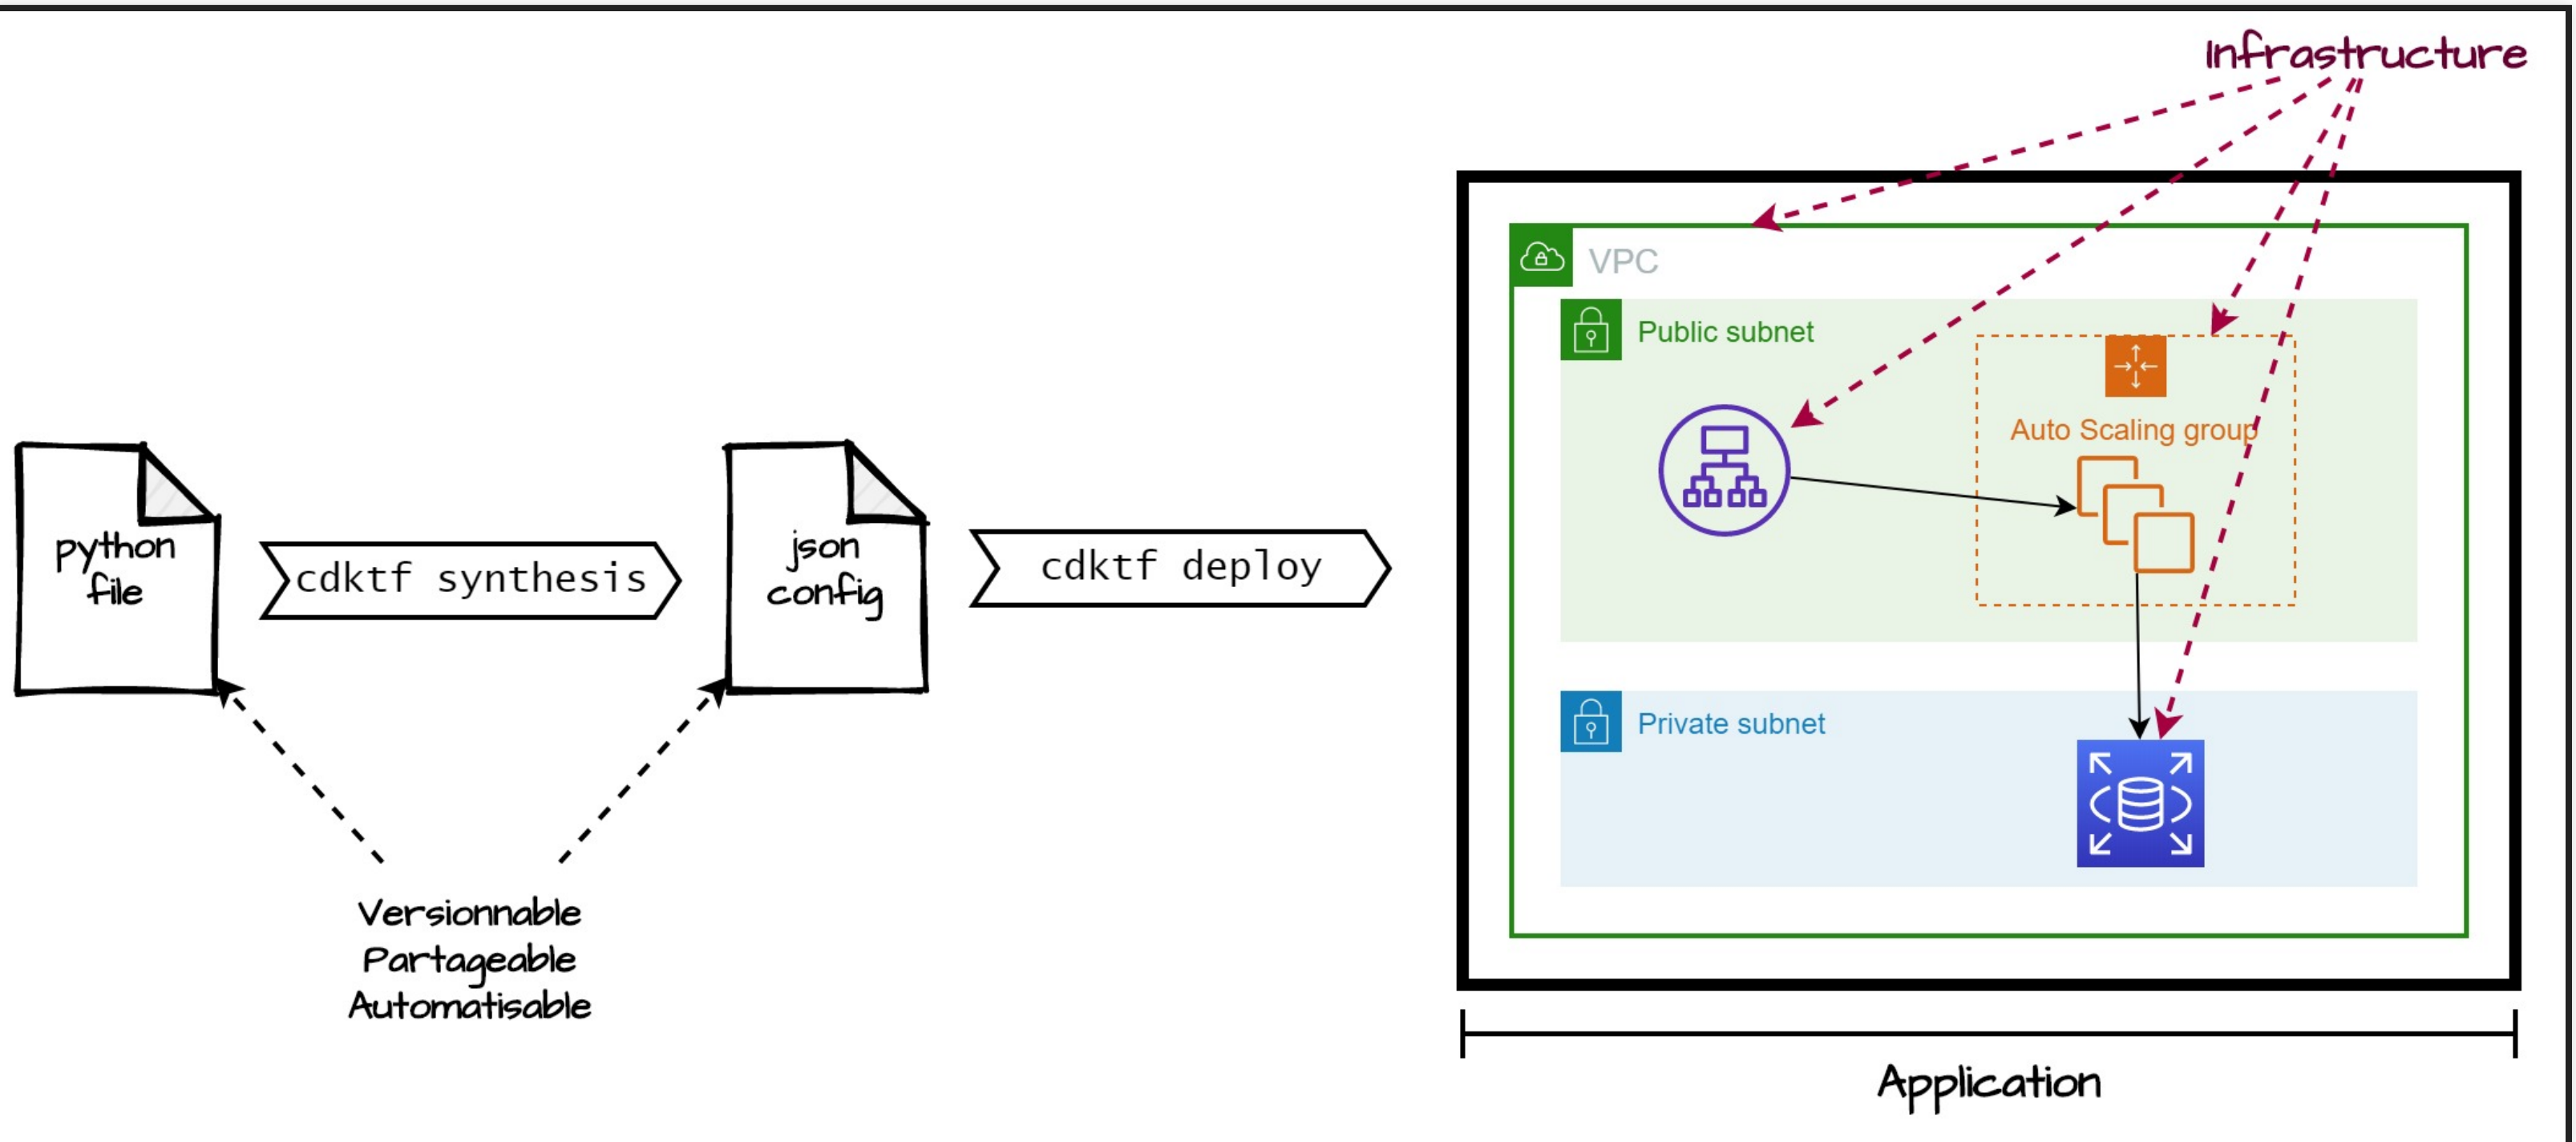 Infrastructure
VPC
Public subnet
Auto Scaling group
python
file
cdktf synthesis
json
config
cdktf deploy
Private subnet
Versionnable
Partageable
Automatisable
Application